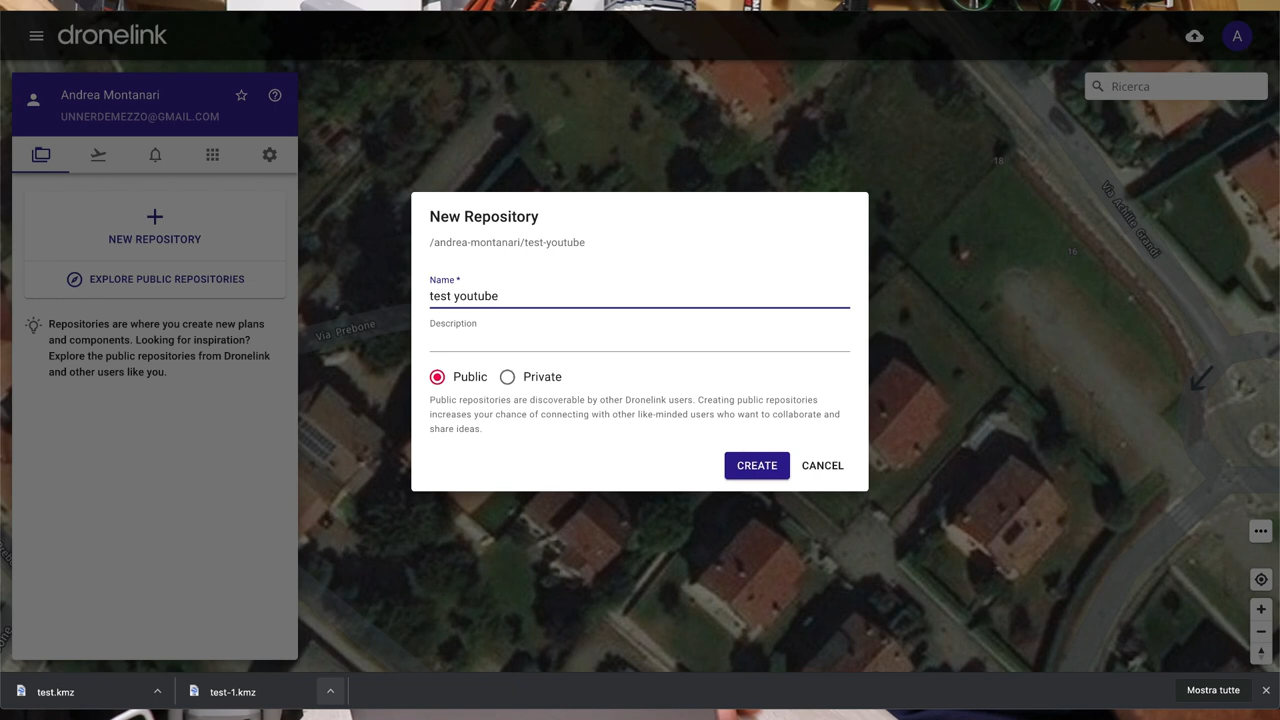 dronelink
A
Andrea Montanari
UNNERDEMEZZO@GMAIL.COM
Ricerca
NEW REPOSITORY
EXPLORE PUBLIC REPOSITORIES
Repositories are where you create new plans
and components. Looking for inspiration?
Explore the public repositories from Dronelink
and other users like you.
New Repository
/andrea-montanari/test-youtube
Name *
test youtube
Description
Public
Private
Public repositories are discoverable by other Dronelink users. Creating public repositories
increases your chance of connecting with other like-minded users who want to collaborate and
share ideas.
CREATE
CANCEL
18
Via Achille Grandi
16
Via Prebone
test.kmz
test-1.kmz
Mostra tutte